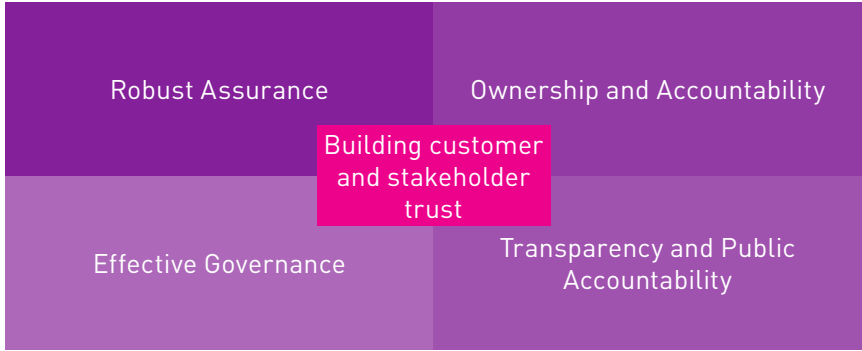 Robust Assurance
Ownership and Accountability
Building customer
and stakeholder
trust
Effective Governance
Transparency and Public
Accountability